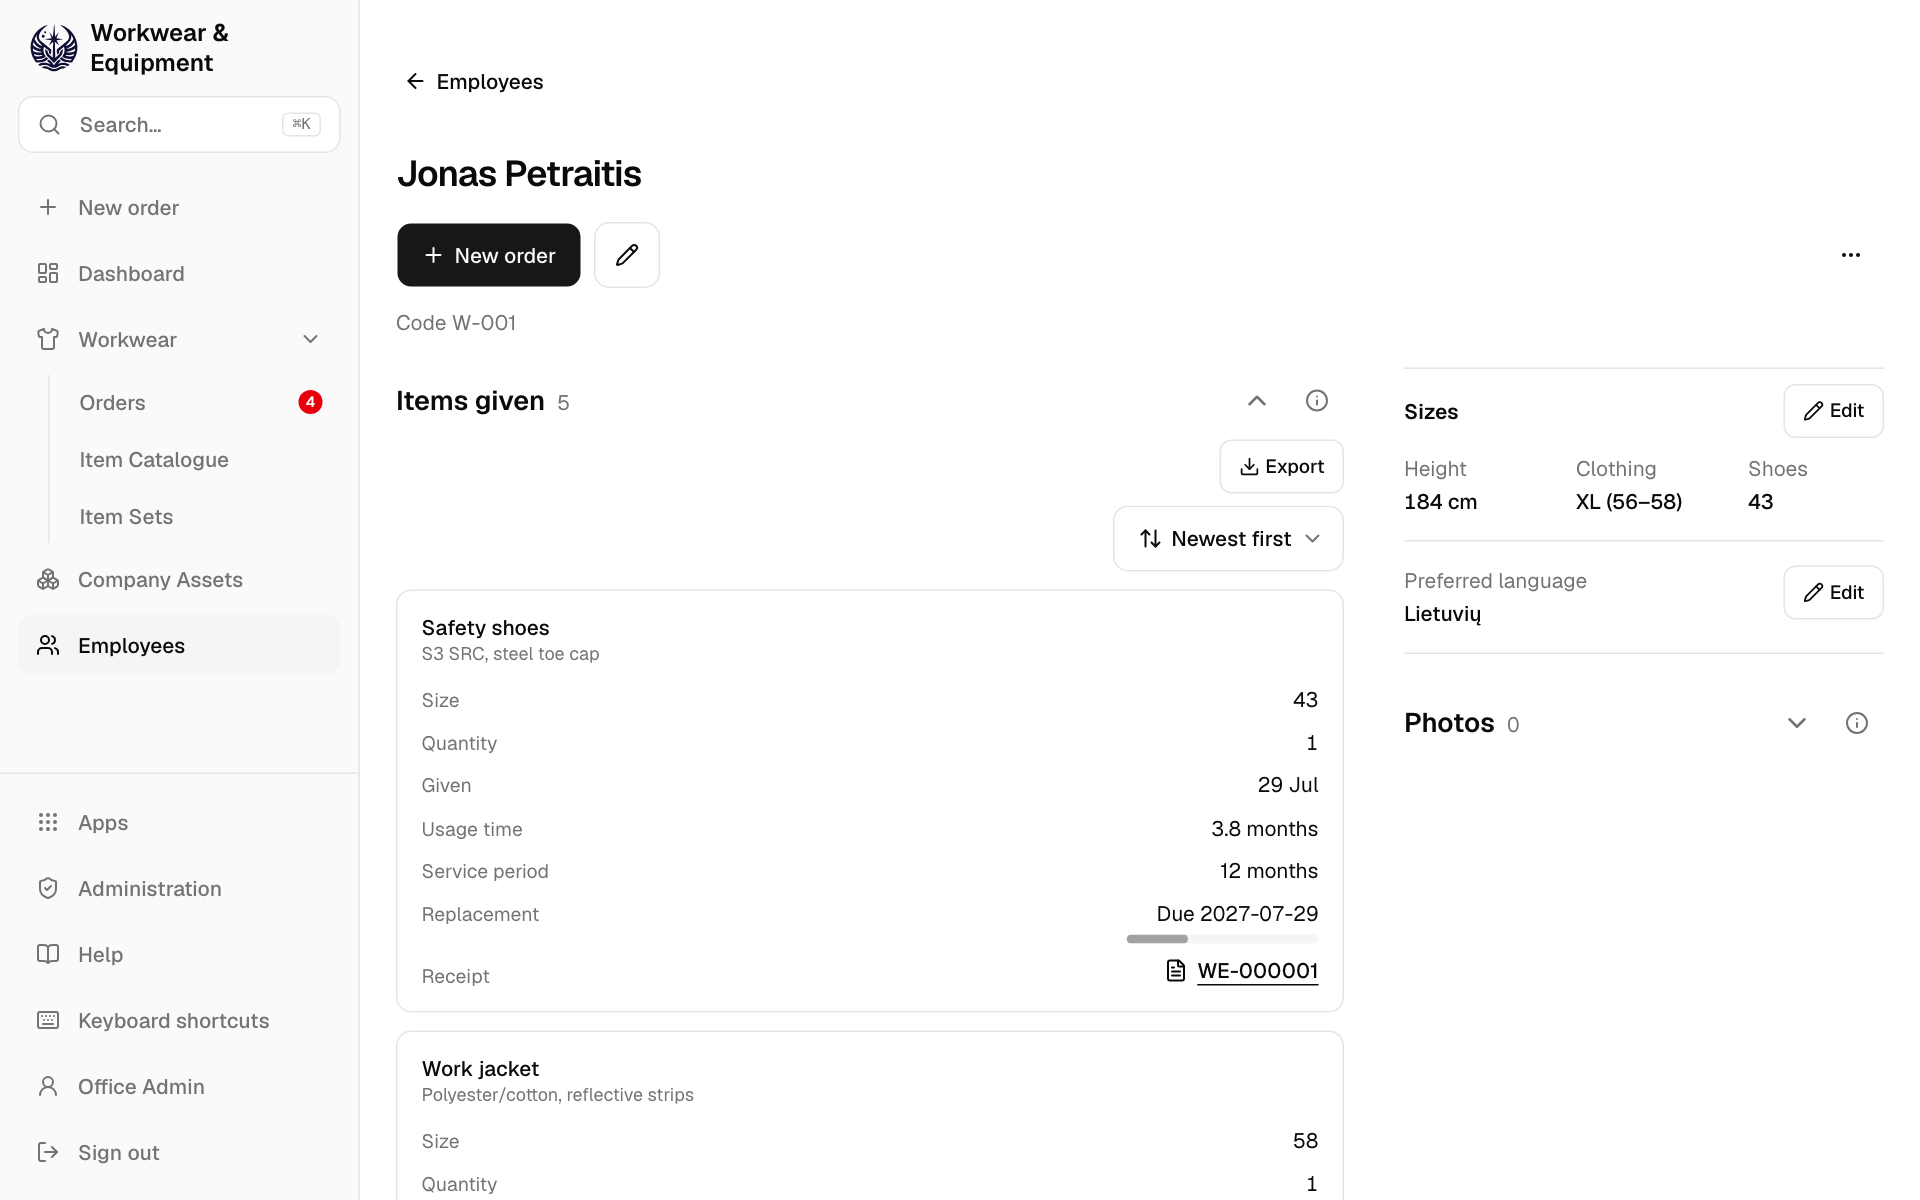 Workwear &
Equipment
Search...
⌘K
New order
Dashboard
Workwear
Orders
4
Item Catalogue
Item Sets
Company Assets
Employees
Apps
Administration
Help
Keyboard shortcuts
Office Admin
Sign out
Employees
Jonas Petraitis
New order
Code W-001
Items given 5
Export
Newest first
Safety shoes
S3 SRC, steel toe cap
Size 43
Quantity 1
Given 29 Jul
Usage time 3.8 months
Service period 12 months
Replacement Due 2027-07-29
Receipt WE-000001
Work jacket
Polyester/cotton, reflective strips
Size 58
Quantity 1
Sizes
Edit
Height Clothing Shoes
184 cm XL (56–58) 43
Preferred language
Edit
Lietuvių
Photos 0